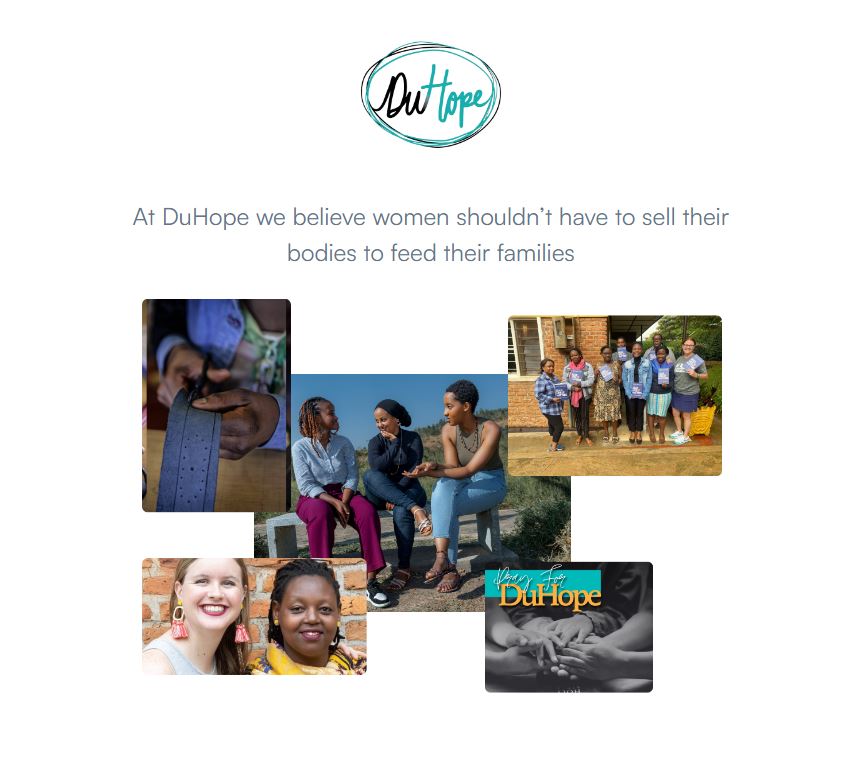 DuHope
At DuHope we believe women shouldn’t have to sell their
bodies to feed their families
Pray For
DuHope